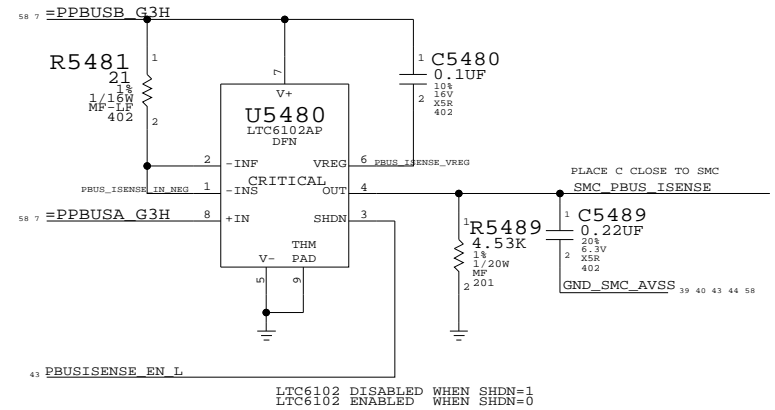 58 7 =PPBUSB_G3H
R5481
21
1%
1/16W
MF-LF
402
1
2
7
V+
U5480
LTC6102AP
DFN
1
C5480
0.1UF
10%
16V
X5R
402
2
2 -INF
VREG 6 PBUS_ISENSE_VREG
CRITICAL
PBUS_ISENSE_IN_NEG 1 -INS
OUT 4
PLACE C CLOSE TO SMC
SMC_PBUS_ISENSE
58 7 =PPBUSA_G3H 8 +IN
SHDN 3
THM
V- PAD
5 9
1
R5489
4.53K
1%
1/20W
MF
201
2
1
C5489
0.22UF
20%
6.3V
X5R
402
2
GND_SMC_AVSS 39 40 43 44 58
43 PBUSISENSE_EN_L
LTC6102 DISABLED WHEN SHDN=1
LTC6102 ENABLED WHEN SHDN=0